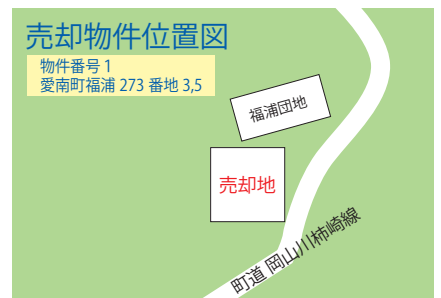 売却物件位置図
物件番号 1
愛南町福浦 273 番地 3,5
福浦団地
売却地
町道 岡山川柿崎線